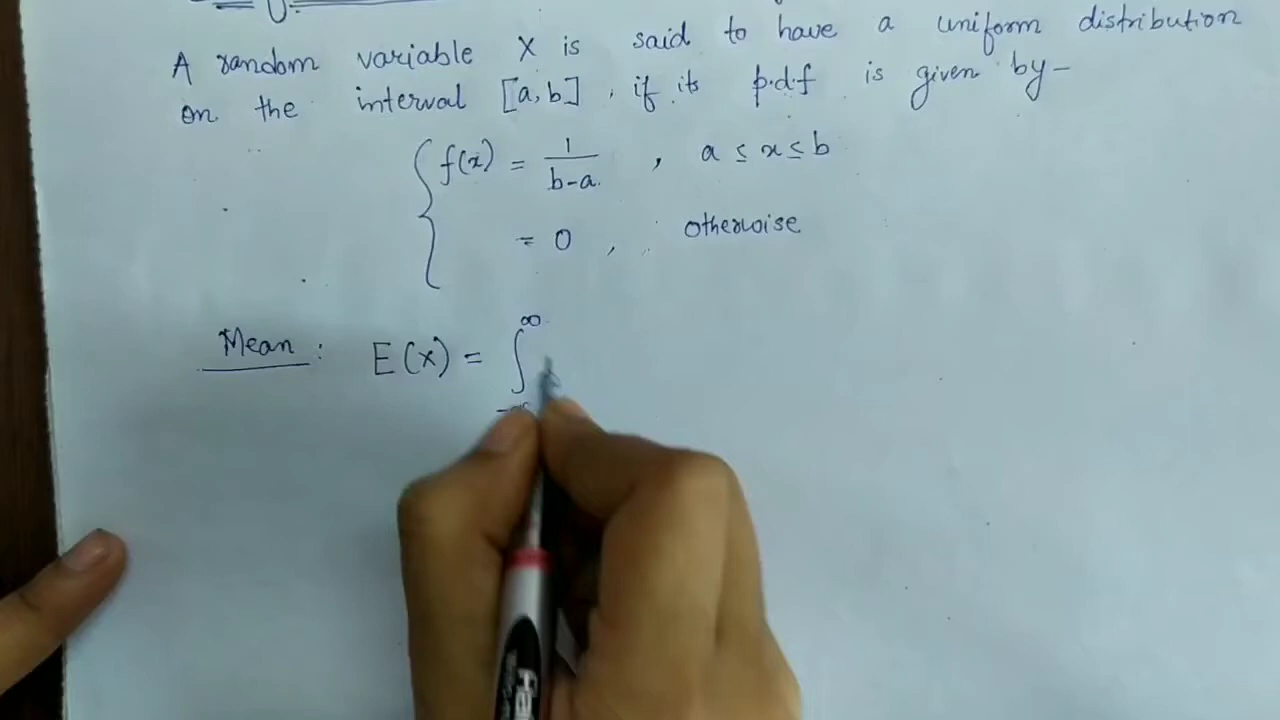 A random variable X is said to have a uniform distribution
on the interval [a, b], if its p.d.f is given by-
f(x) = 1/b-a , a ≤ x ≤ b
= 0 , otherwise
Mean : E(x) = ∫ ∞